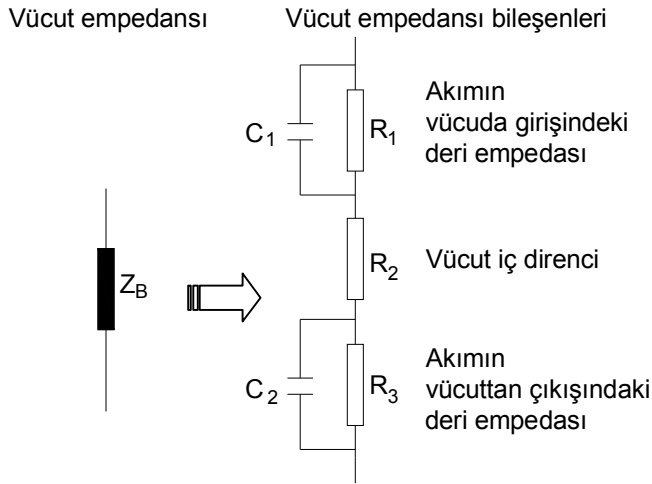 Vücut empedansı
Vücut empedansı bileşenleri
Akımın
vücuda girişindeki
deri empedası
C1
R1
ZB
R2
Vücut iç direnci
Akımın
vücuttan çıkışındaki
deri empedası
C2
R3